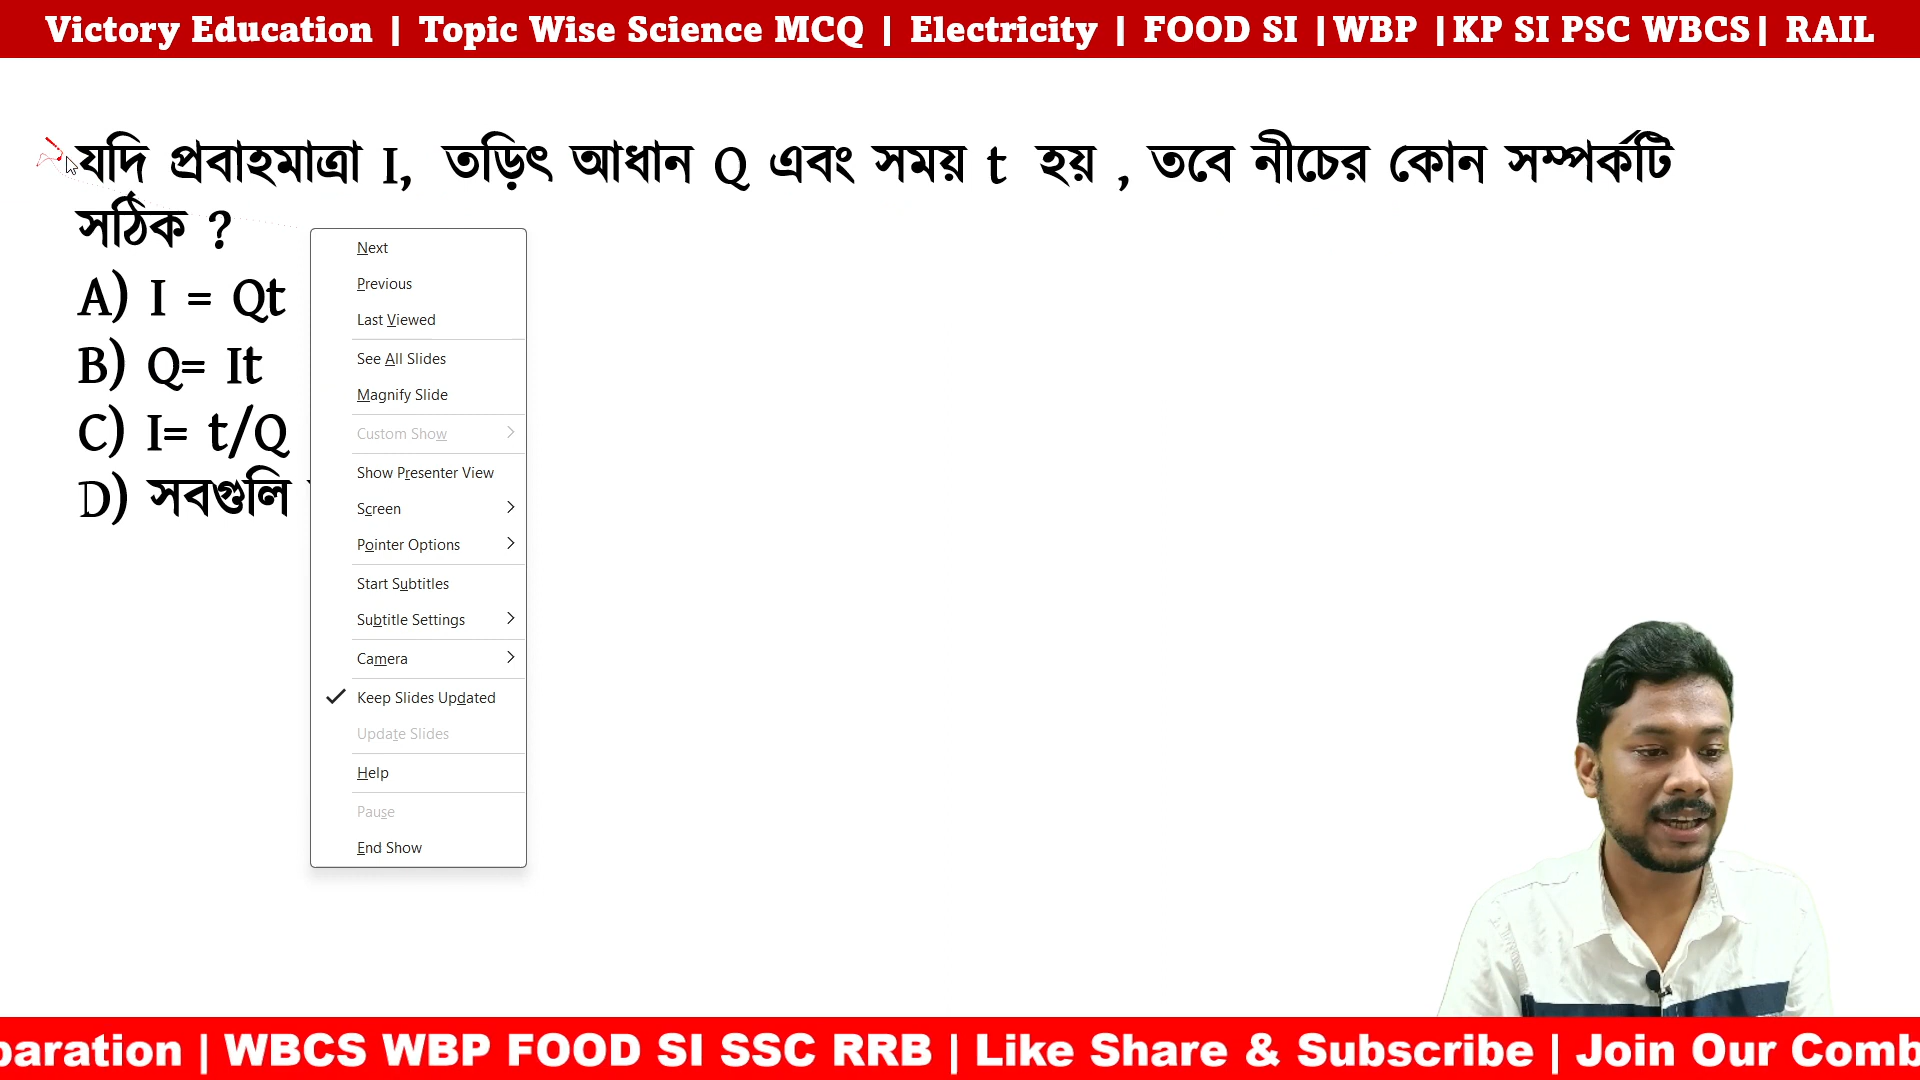 Victory Education | Topic Wise Science MCQ | Electricity | FOOD SI |WBP |KP SI PSC WBCS| RAIL
যদি প্রবাহমাত্রা I, তড়িৎ আধান Q এবং সময় t হয় , তবে নীচের কোন সম্পর্কটি
সঠিক ?
A) I = Qt
B) Q= It
C) I= t/Q
D) সবগুলি
Next
Previous
Last Viewed
See All Slides
Magnify Slide
Custom Show
Show Presenter View
Screen
Pointer Options
Start Subtitles
Subtitle Settings
Camera
Keep Slides Updated
Update Slides
Help
Pause
End Show
paration | WBCS WBP FOOD SI SSC RRB | Like Share & Subscribe | Join Our Comb